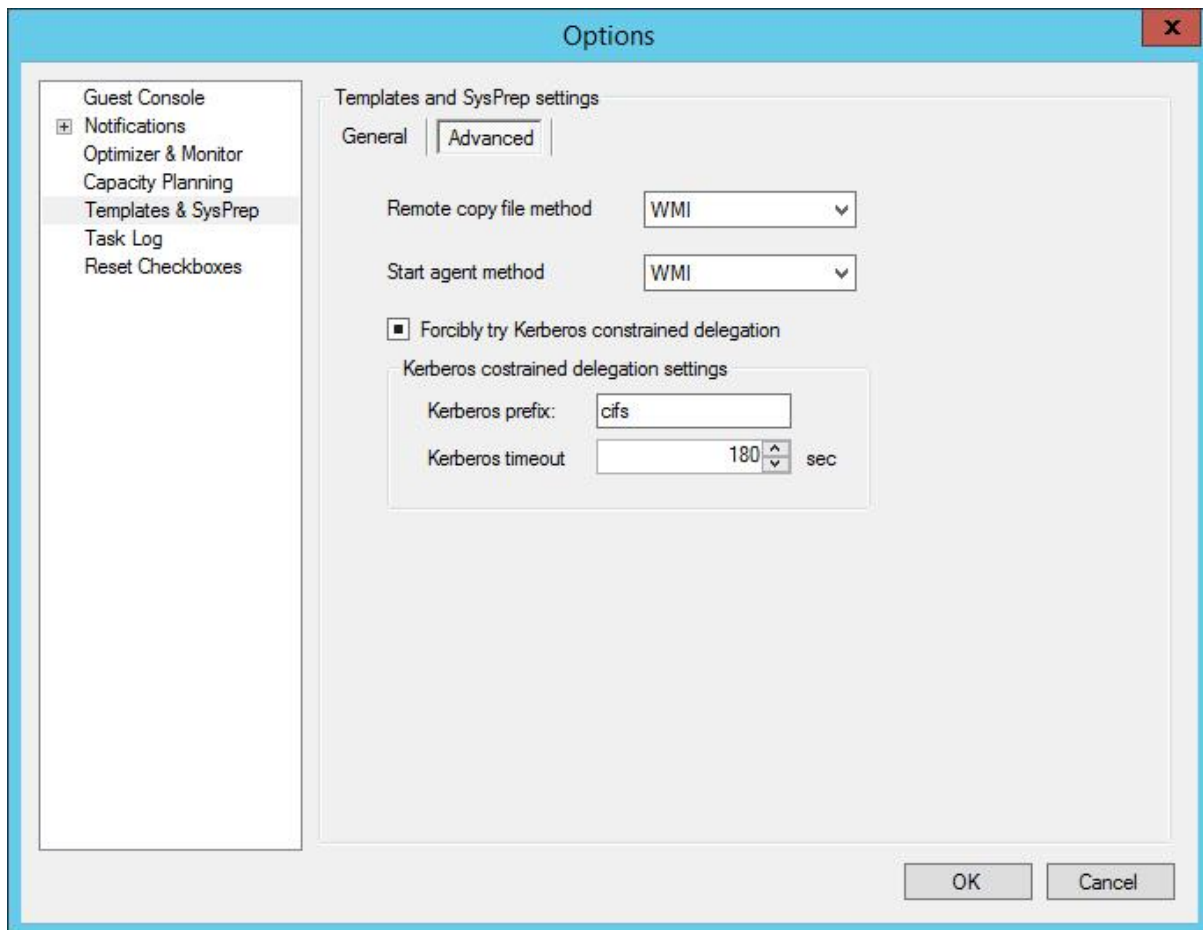 Options
x
Guest Console
Notifications
Optimizer & Monitor
Capacity Planning
Templates & SysPrep
Task Log
Reset Checkboxes
Templates and SysPrep settings
General Advanced
Remote copy file method WMI
Start agent method WMI
Forcibly try Kerberos constrained delegation
Kerberos costrained delegation settings
Kerberos prefix: cifs
Kerberos timeout 180 sec
OK Cancel